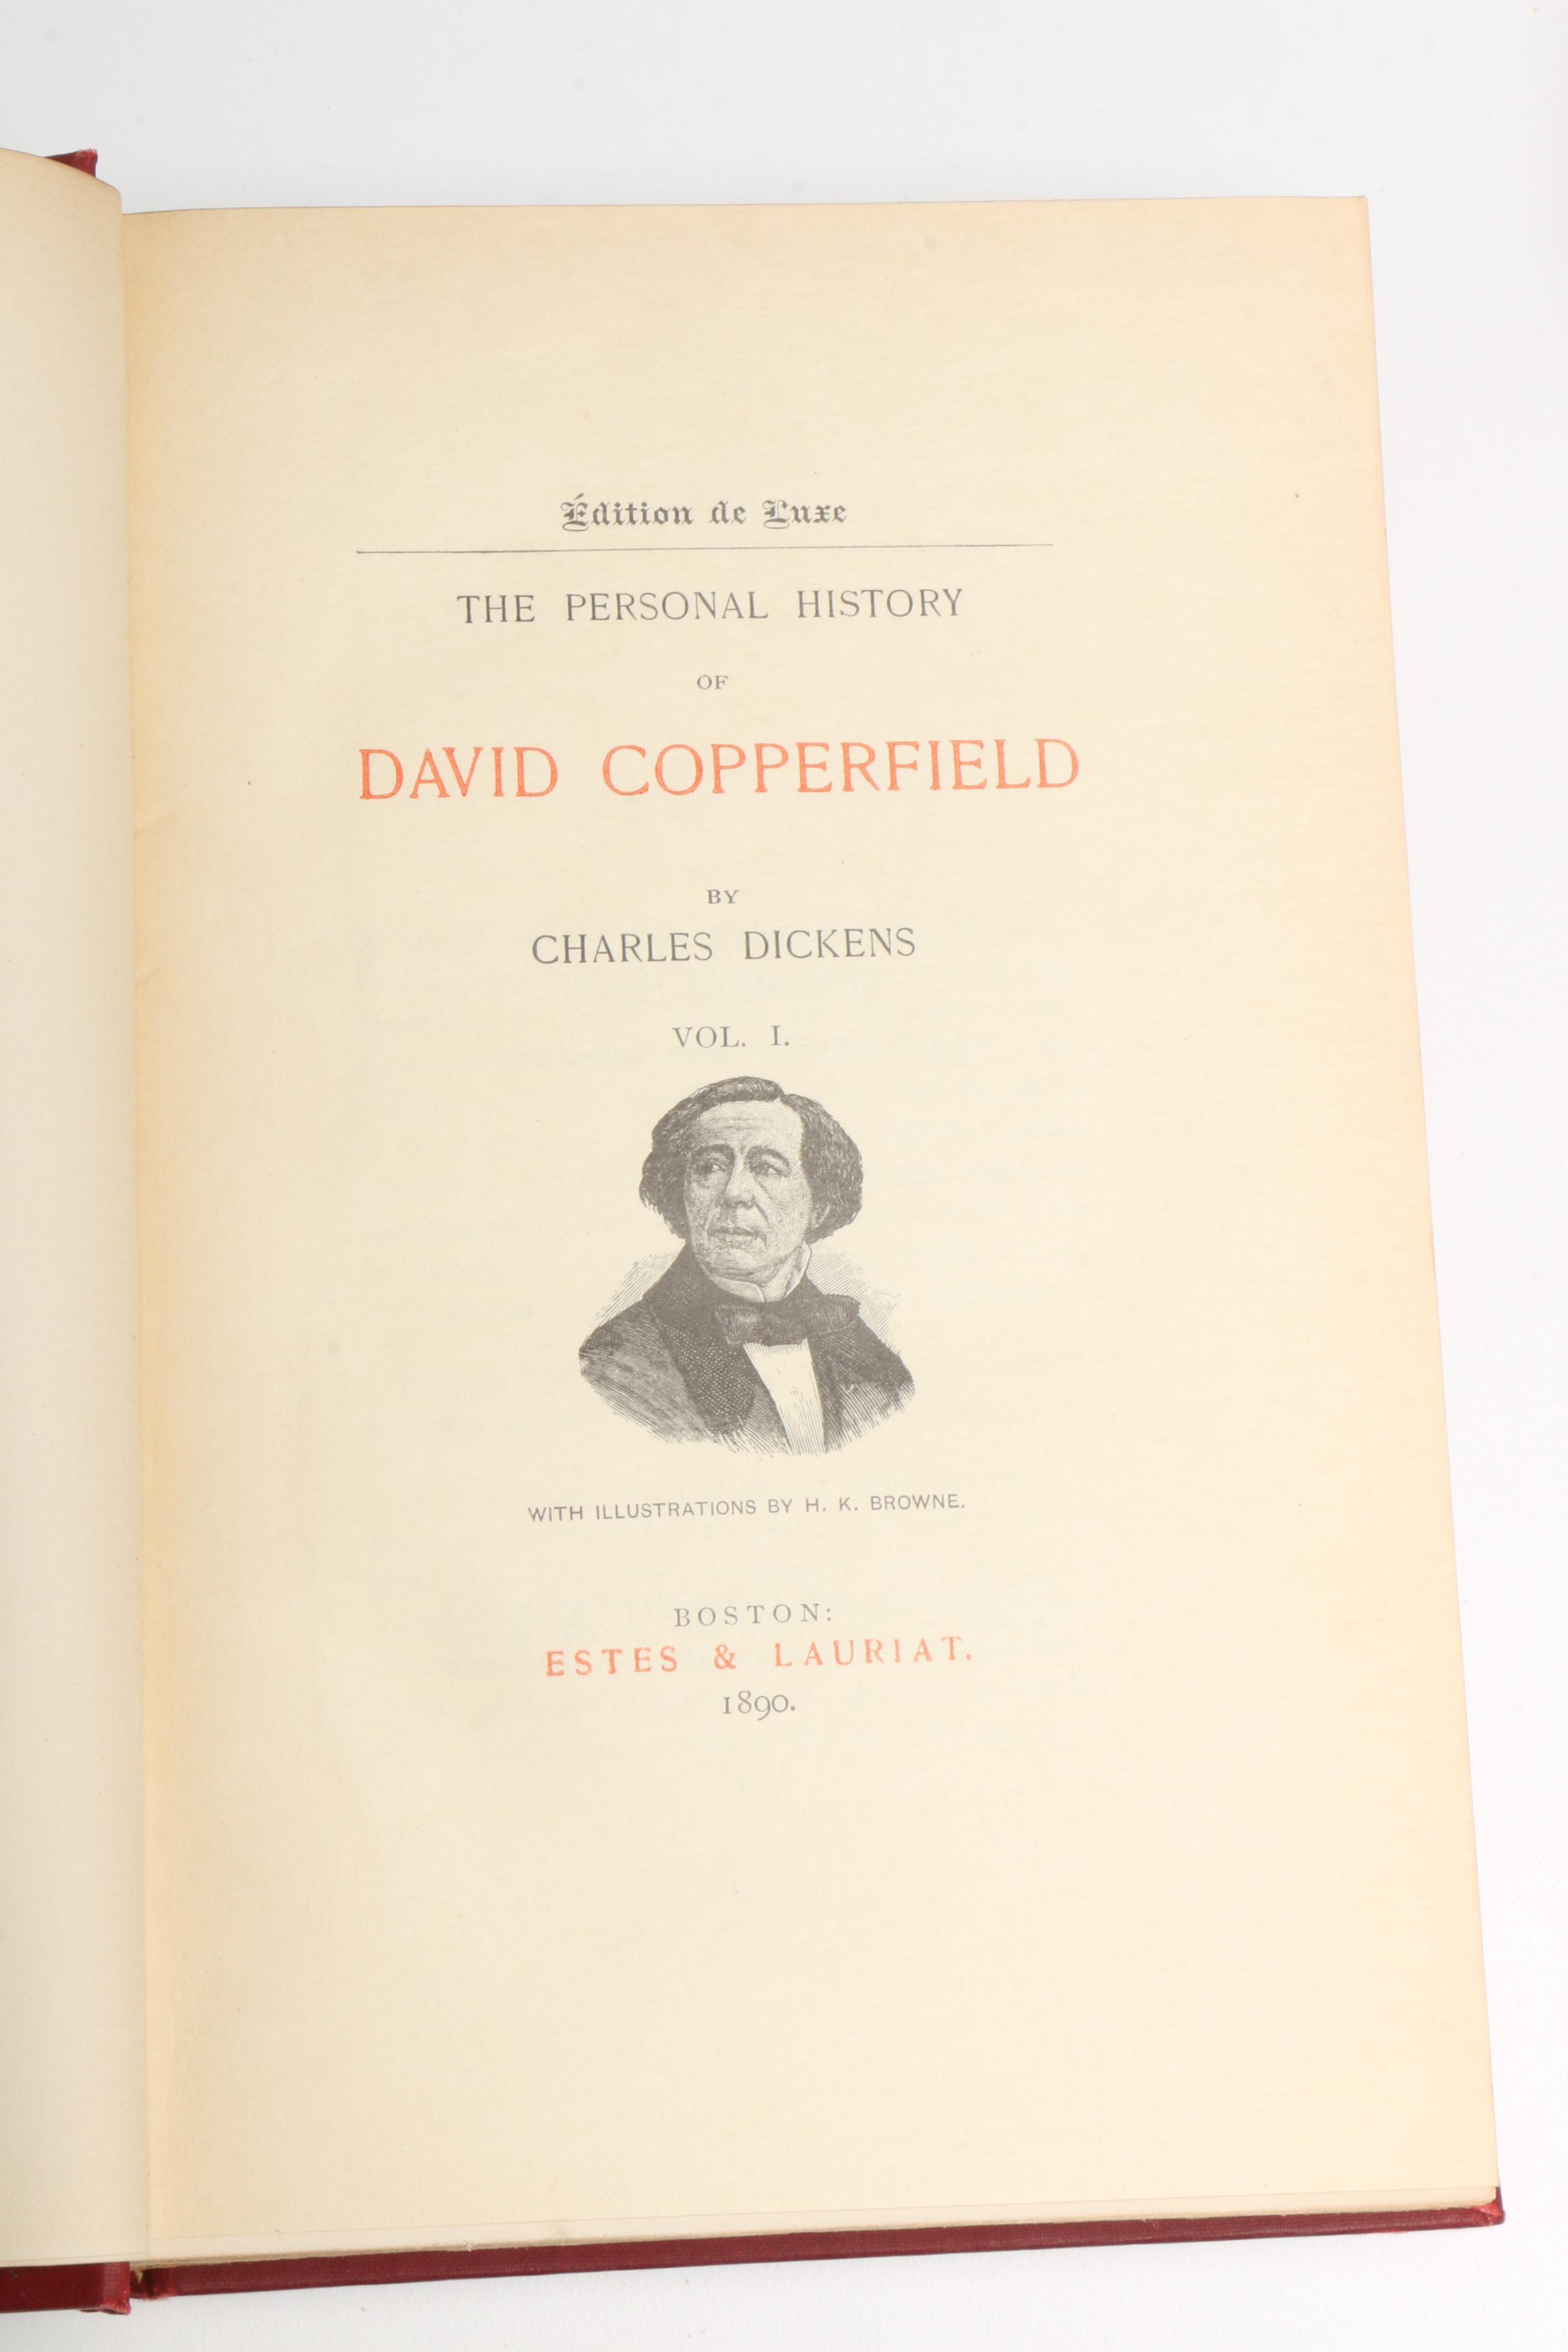 Édition de Luxe
THE PERSONAL HISTORY
OF
DAVID COPPERFIELD
BY
CHARLES DICKENS
VOL. I.
WITH ILLUSTRATIONS BY H. K. BROWNE.
BOSTON:
ESTES & LAURIAT.
1890.